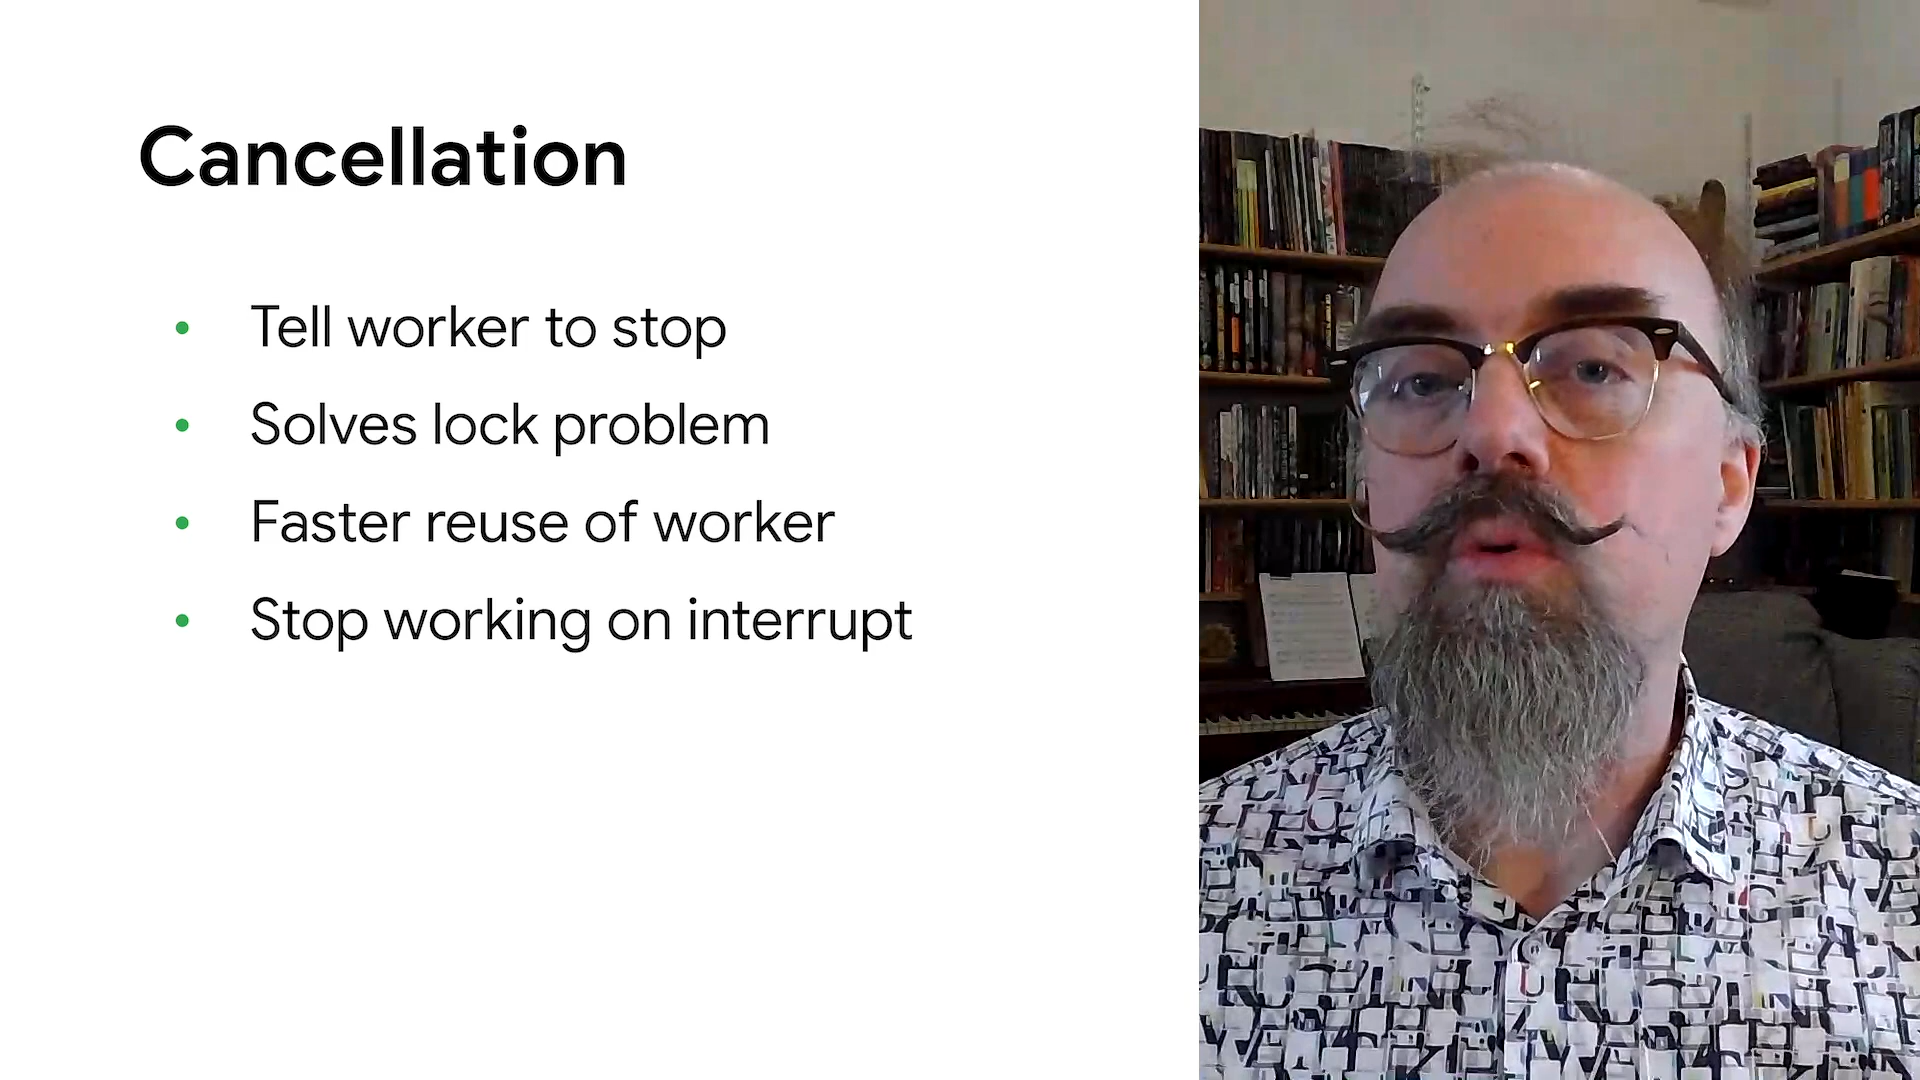 Cancellation
Tell worker to stop
Solves lock problem
Faster reuse of worker
Stop working on interrupt